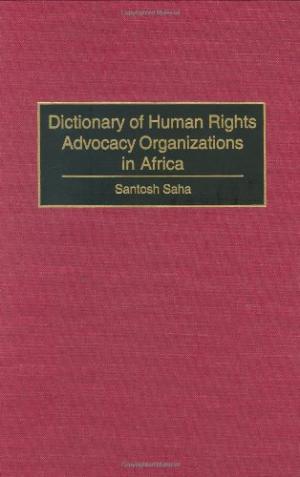 Dictionary of Human Rights
Advocacy Organizations
in Africa
Santosh Saha